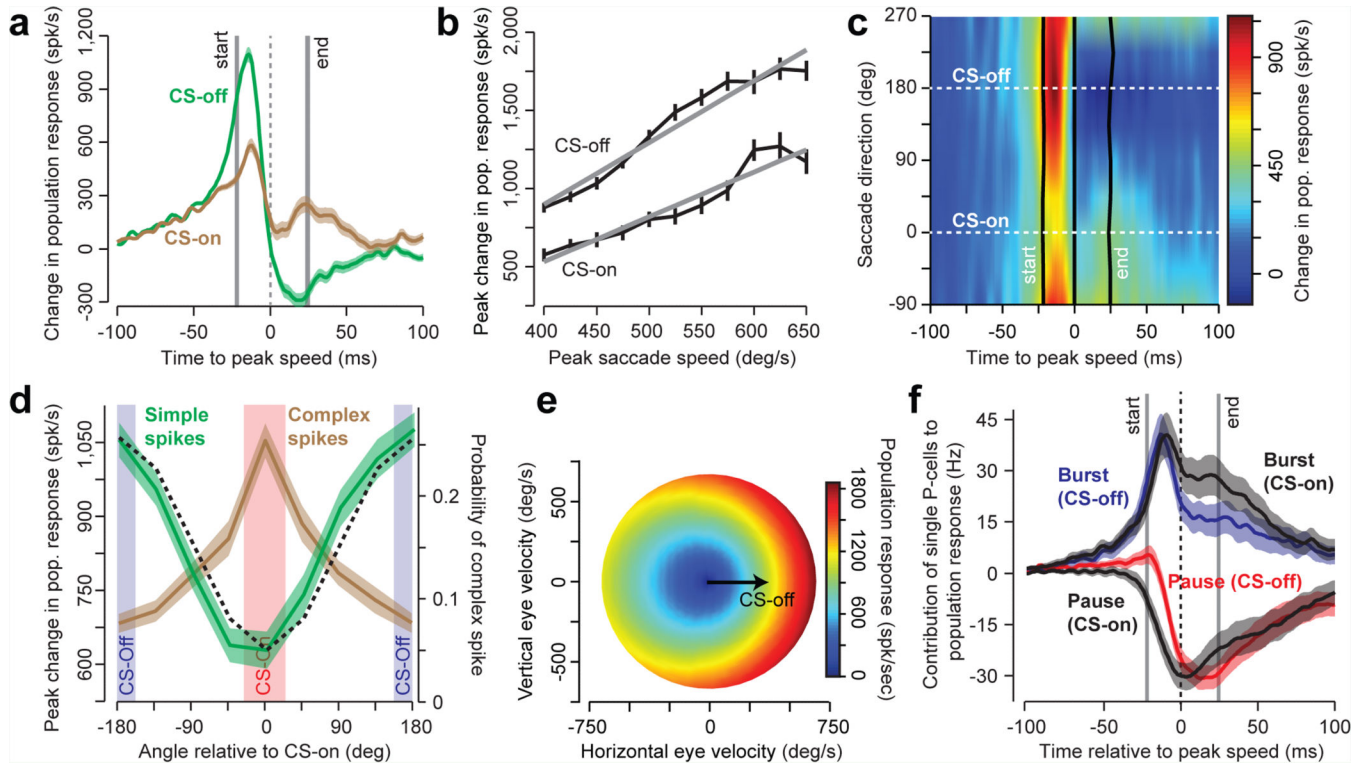 a
Change in population response (spk/s)
1,200
900
600
300
0
-300
start
end
CS-off
CS-on
-100
-50
0
50
100
Time to peak speed (ms)
b
Peak change in pop. response (spk/s)
2,000
1,500
1,000
500
CS-off
CS-on
400
450
500
550
600
650
Peak saccade speed (deg/s)
c
Saccade direction (deg)
270
180
90
0
-90
CS-off
CS-on
start
end
-100
-50
0
50
100
Time to peak speed (ms)
900
450
0
Change in pop. response (spk/s)
d
Peak change in pop. response (spk/s)
1,050
900
750
600
Simple
spikes
Complex
spikes
CS-Off
CS-On
CS-Off
0.2
0.1
0
Probability of complex
spike
-180
-90
0
90
180
Angle relative to CS-on (deg)
e
Vertical eye velocity (deg/s)
500
0
-500
CS-off
-750
0
750
Horizontal eye velocity (deg/s)
1800
1200
600
0
Population response (spk/sec)
f
Contribution of single P-cells to
population response (Hz)
45
30
15
0
-15
-30
start
end
Burst
(CS-off)
Burst
(CS-on)
Pause (CS-off)
Pause
(CS-on)
-100
-50
0
50
100
Time relative to peak speed (ms)